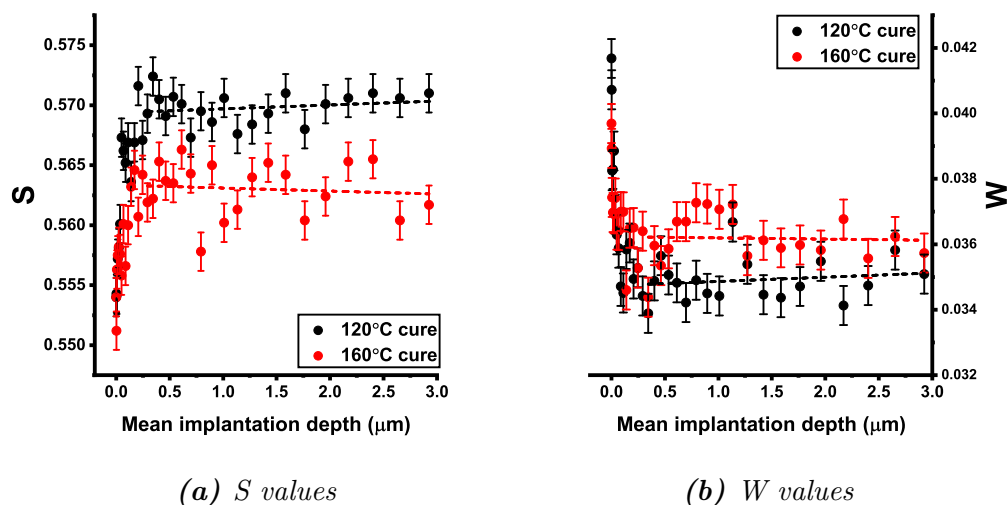 0.575
0.570
0.565
0.560
0.555
0.550
S
120°C cure
160°C cure
0.0 0.5 1.0 1.5 2.0 2.5 3.0
Mean implantation depth (μm)
(a) S values
120°C cure
160°C cure
0.042
0.040
0.038
0.036
0.034
0.032
W
0.0 0.5 1.0 1.5 2.0 2.5 3.0
Mean implantation depth (μm)
(b) W values